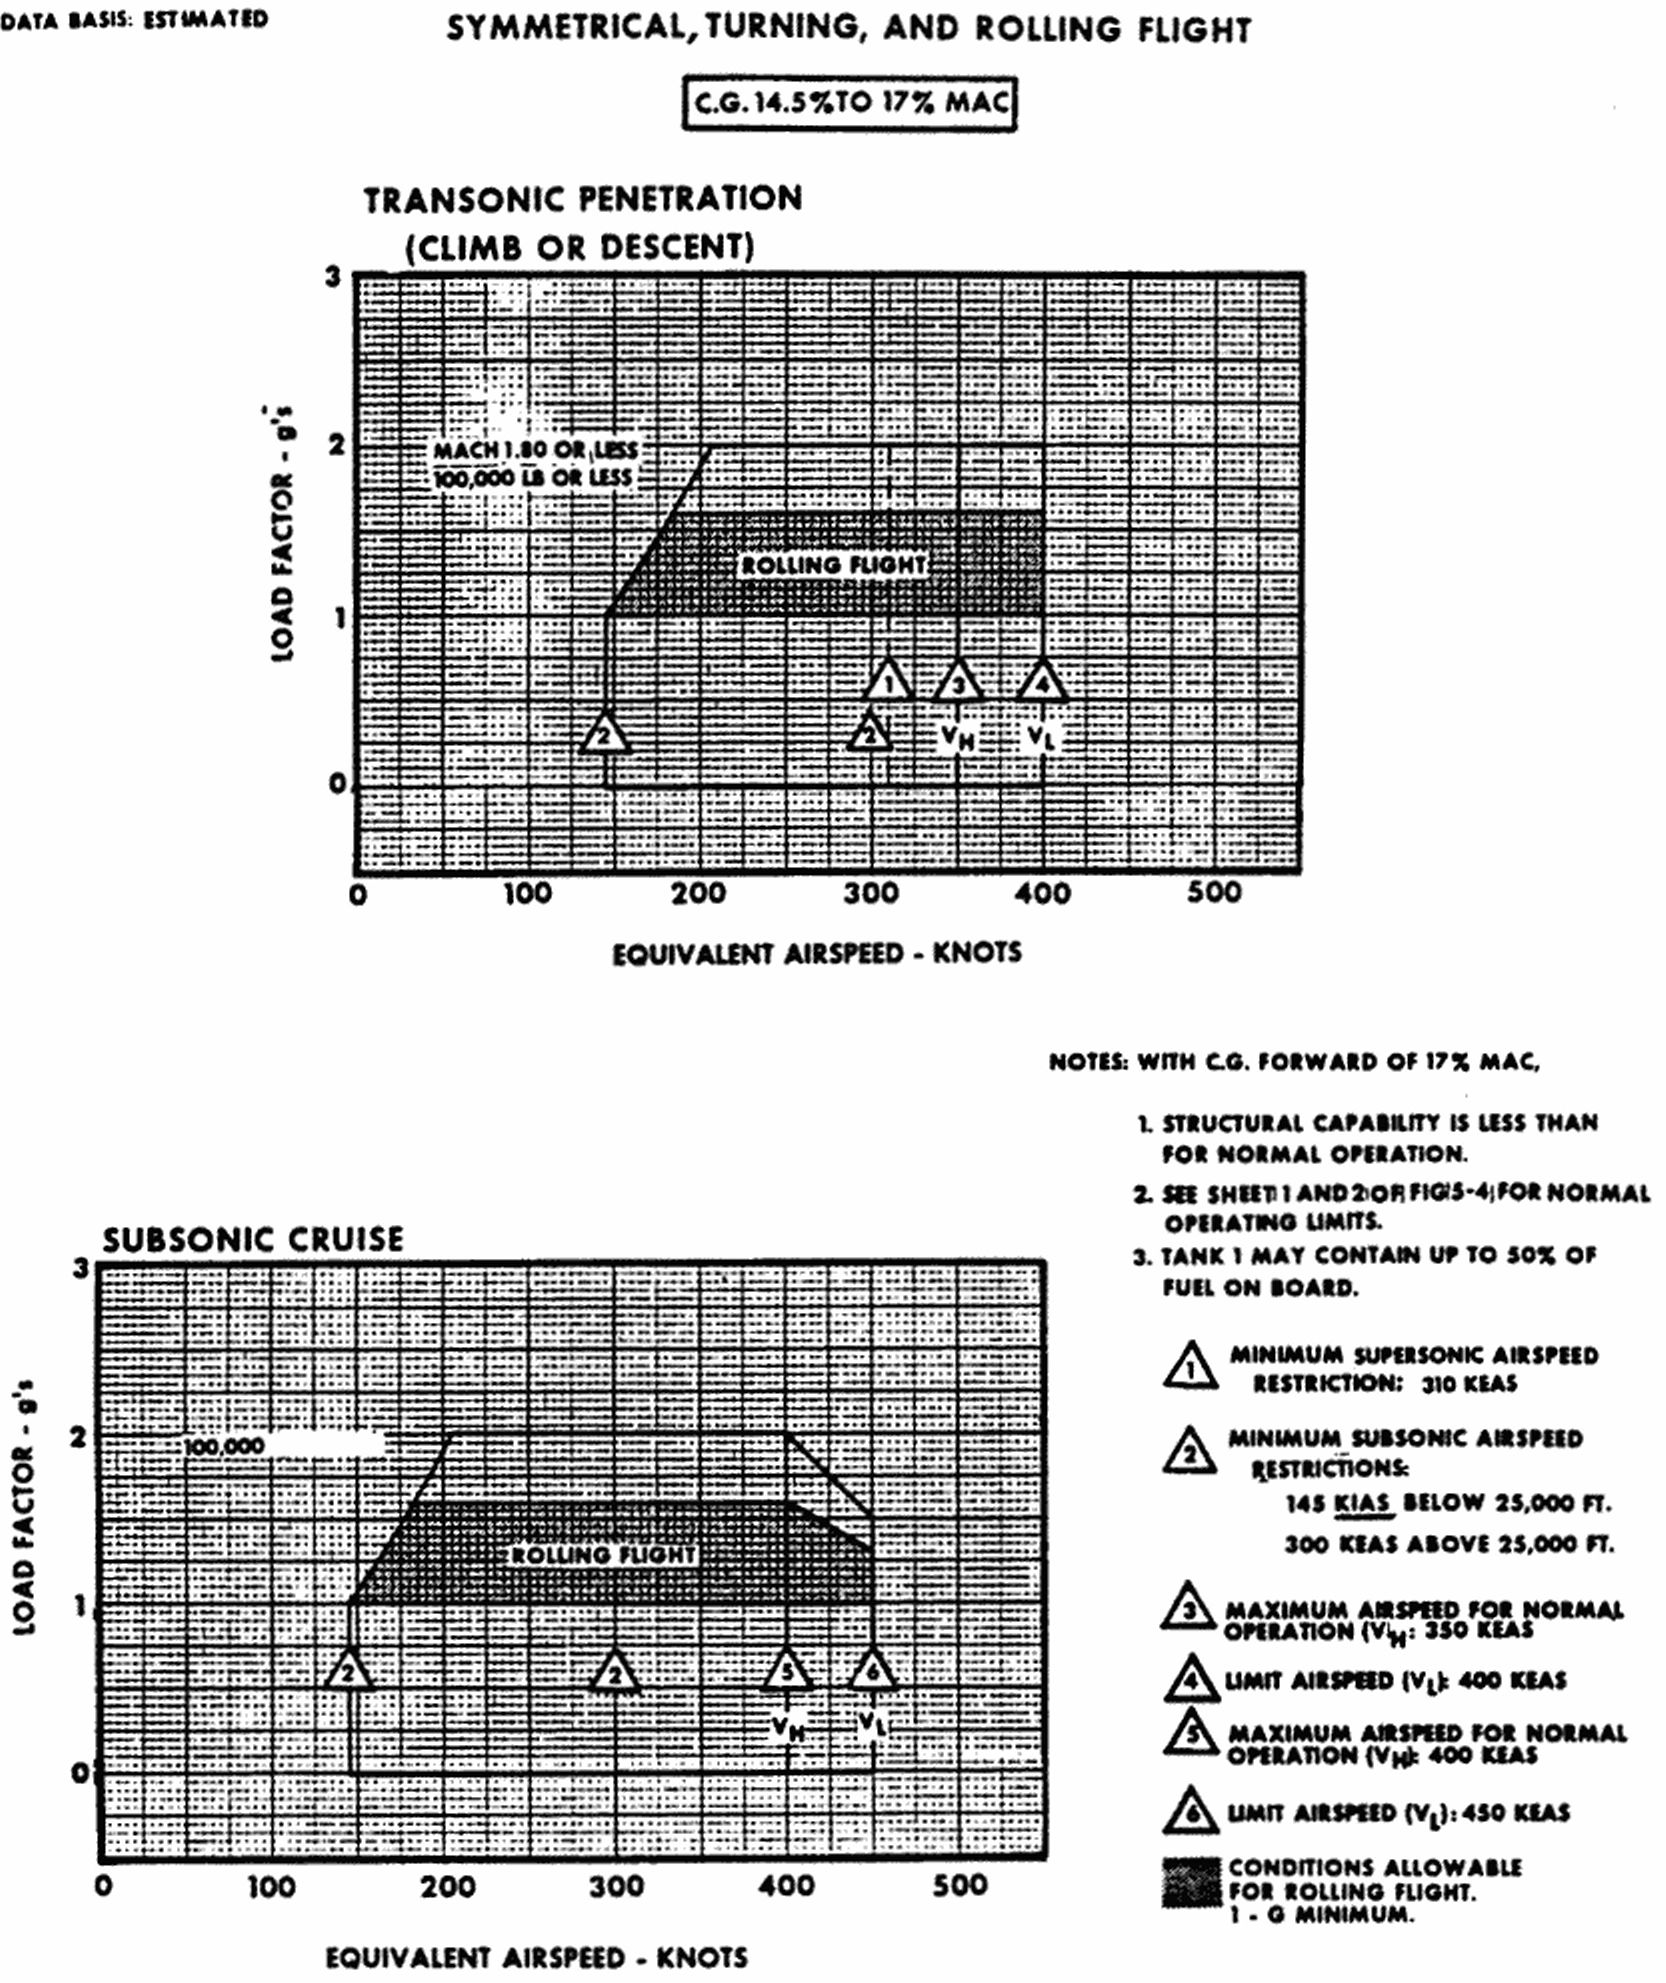 DATA BASIS: ESTIMATED
SYMMETRICAL, TURNING, AND ROLLING FLIGHT
C.G. 14.5% TO 17% MAC
TRANSONIC PENETRATION
(CLIMB OR DESCENT)
3
2
1
0
LOAD FACTOR - g's
MACH 1.80 OR LESS
100,000 LB OR LESS
ROLLING FLIGHT
1
3
4
2
2
VH
VL
0 100 200 300 400 500
EQUIVALENT AIRSPEED - KNOTS
NOTES: WITH C.G. FORWARD OF 17% MAC,
1. STRUCTURAL CAPABILITY IS LESS THAN
FOR NORMAL OPERATION.
2. SEE SHEET 1 AND 2 OF FIG 5-4 FOR NORMAL
OPERATING LIMITS.
3. TANK 1 MAY CONTAIN UP TO 50% OF
FUEL ON BOARD.
SUBSONIC CRUISE
3
2
1
0
LOAD FACTOR - g's
100,000
ROLLING FLIGHT
2
2
5
6
VH
VL
0 100 200 300 400 500
EQUIVALENT AIRSPEED - KNOTS
1 MINIMUM SUPERSONIC AIRSPEED
RESTRICTION: 310 KEAS
2 MINIMUM SUBSONIC AIRSPEED
RESTRICTIONS:
145 KIAS BELOW 25,000 FT.
300 KEAS ABOVE 25,000 FT.
3 MAXIMUM AIRSPEED FOR NORMAL
OPERATION (VH: 350 KEAS
4 LIMIT AIRSPEED (VL): 400 KEAS
5 MAXIMUM AIRSPEED FOR NORMAL
OPERATION (VH): 400 KEAS
6 LIMIT AIRSPEED (VL): 450 KEAS
CONDITIONS ALLOWABLE
FOR ROLLING FLIGHT.
1 - G MINIMUM.